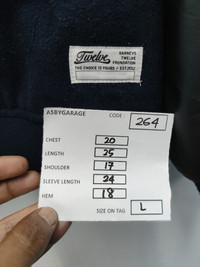 Twelve
BARNEYS
TWELVE
FOUNDATION
THE CHOICE IS YOURS / EST.2012
ASBYGARAGE
CODE : 264
CHEST 20
LENGTH 25
SHOULDER 17
SLEEVE LENGTH 24
HEM 18
SIZE ON TAG L